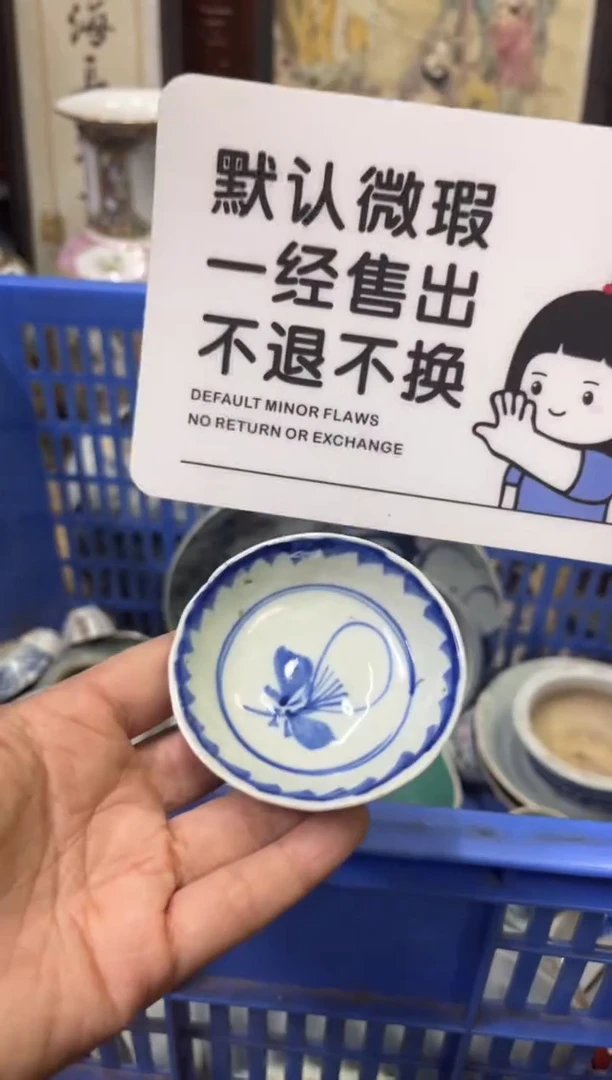 海
默认微瑕
一经售出
不退不换
DEFAULT MINOR FLAWS
NO RETURN OR EXCHANGE